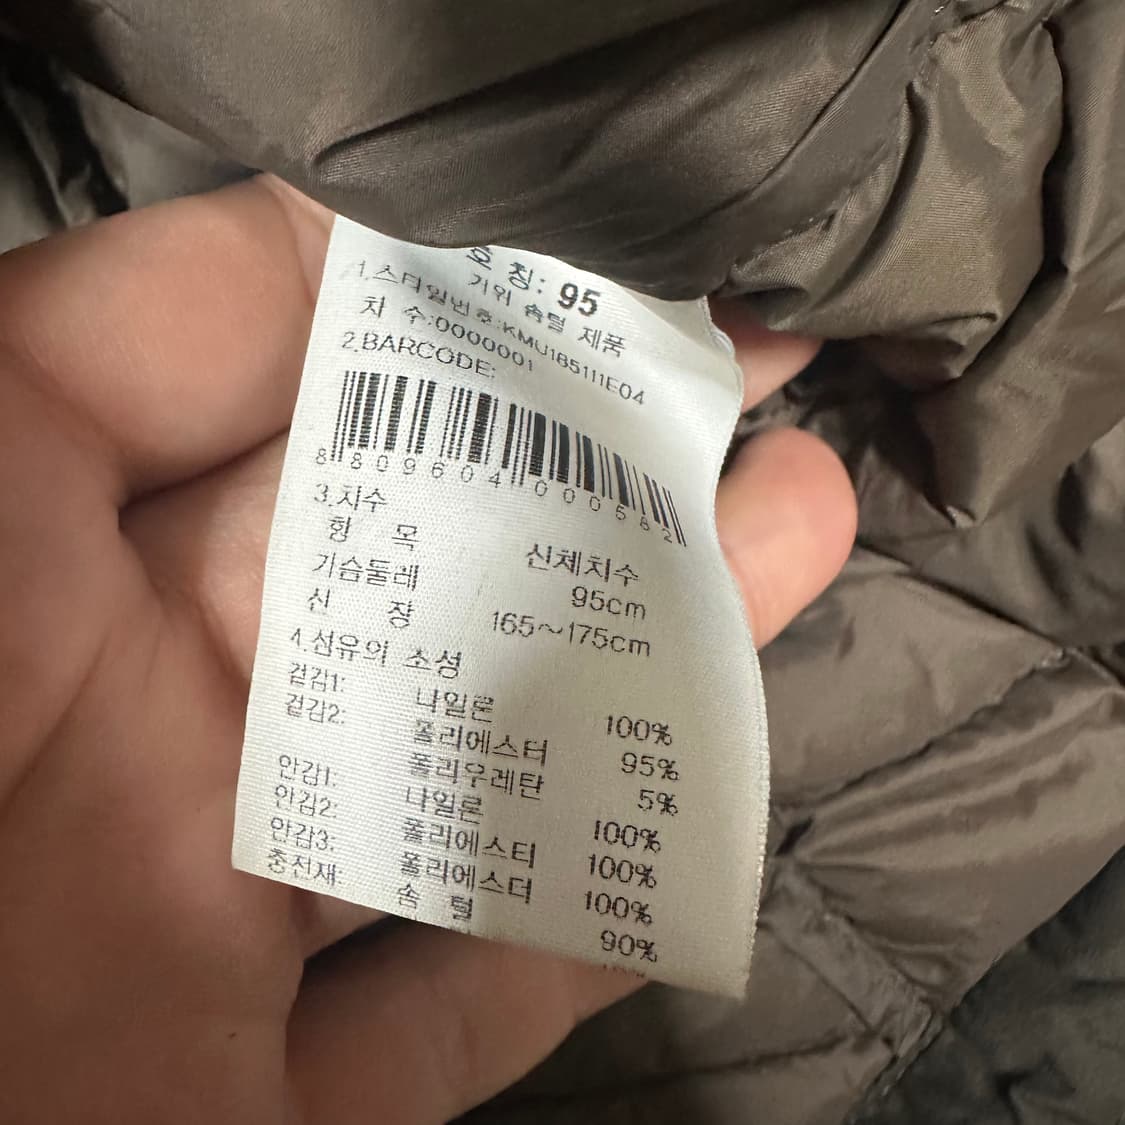 호 칭: 95
거위 솜털 제품
1.스타일번호:KMU185111E04
차 수:0000001
2.BARCODE:
8 809604 000582
3.치수
항 목 신체치수
가슴둘레 95cm
신 장 165~175cm
4.섬유의 소성
겉감1: 나일론 100%
겉감2: 폴리에스터 95%
폴리우레탄 5%
안감1: 나일론 100%
안감2: 폴리에스터 100%
안감3: 폴리에스터 100%
충전재: 솜 털 90%